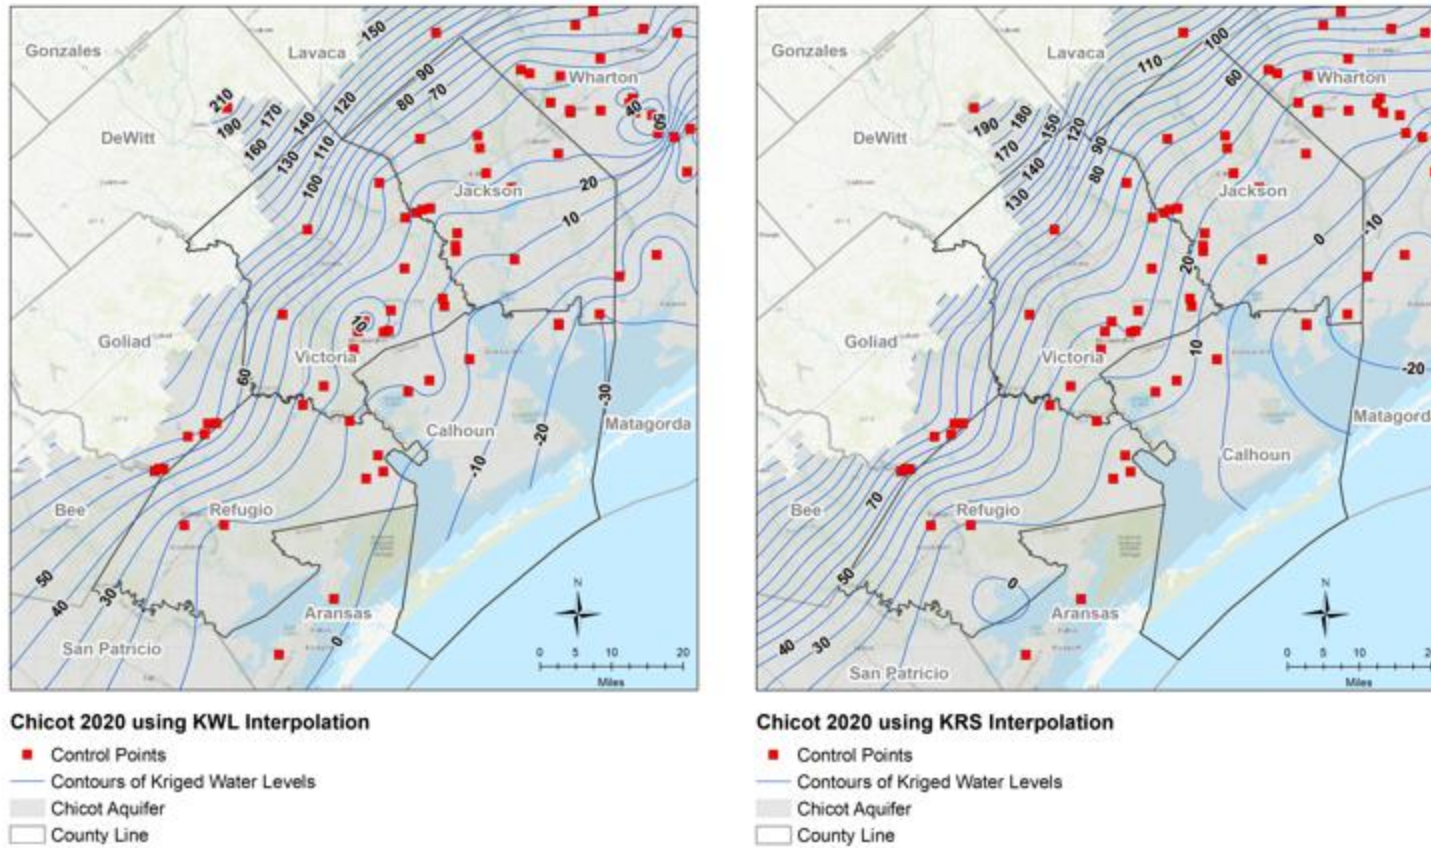 Gonzales
Lavaca
150
90
80
70
Wharton
40
50
210
190
170
160
140
120
130
110
100
DeWitt
Jackson
20
10
10
Goliad
Victoria
60
-30
Matagorda
Calhoun
-20
-10
Bee
Refugio
50
40
30
Aransas
0
San Patricio
N
0 5 10 20
Miles
Chicot 2020 using KWL Interpolation
Control Points
Contours of Kriged Water Levels
Chicot Aquifer
County Line
Gonzales
Lavaca
100
110
60
Wharton
190
180
170
150
140
130
120
90
80
DeWitt
Jackson
0
-10
20
10
Goliad
Victoria
-20
Matagorda
Calhoun
70
Bee
Refugio
50
40
30
0
Aransas
San Patricio
N
0 5 10 20
Miles
Chicot 2020 using KRS Interpolation
Control Points
Contours of Kriged Water Levels
Chicot Aquifer
County Line